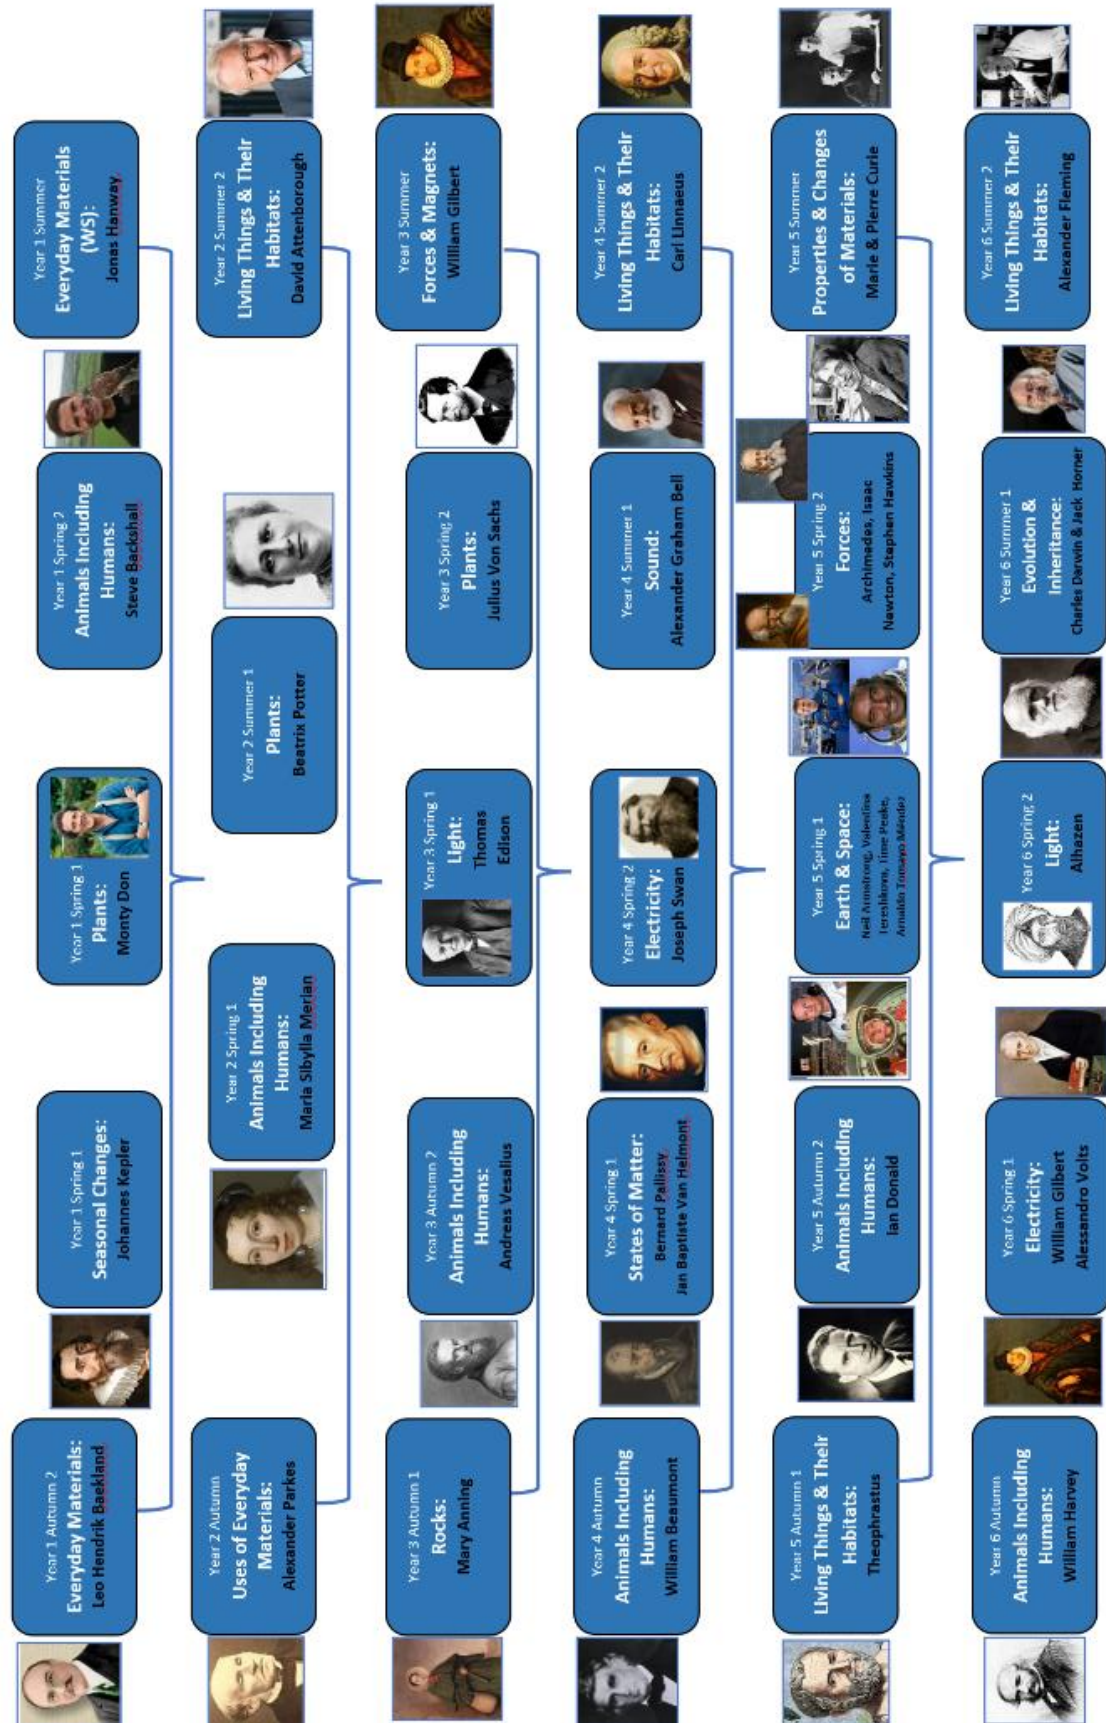 Year 1 Autumn 2
Everyday Materials:
Leo Hendrik Baekland
Year 1 Spring 1
Seasonal Changes:
Johannes Kepler
Year 1 Spring 1
Plants:
Monty Don
Year 1 Spring 2
Animals Including
Humans:
Steve Backshall
Year 1 Summer
Everyday Materials
(WS):
Jonas Hanway
Year 2 Autumn
Uses of Everyday
Materials:
Alexander Parkes
Year 2 Spring 1
Animals Including
Humans:
Maria Sibylla Merian
Year 2 Summer 1
Plants:
Beatrix Potter
Year 2 Summer 2
Living Things & Their
Habitats:
David Attenborough
Year 3 Autumn 1
Rocks:
Mary Anning
Year 3 Autumn 2
Animals Including
Humans:
Andreas Vesalius
Year 3 Spring 1
Light:
Thomas
Edison
Year 3 Spring 2
Plants:
Julius Von Sachs
Year 3 Summer
Forces & Magnets:
William Gilbert
Year 4 Autumn
Animals Including
Humans:
William Beaumont
Year 4 Spring 1
States of Matter:
Bernard Pallissy
Jan Baptiste Van Helmont
Year 4 Spring 2
Electricity:
Joseph Swan
Year 4 Summer 1
Sound:
Alexander Graham Bell
Year 4 Summer 2
Living Things & Their
Habitats:
Carl Linnaeus
Year 5 Autumn 1
Living Things & Their
Habitats:
Theophrastus
Year 5 Autumn 2
Animals Including
Humans:
Ian Donald
Year 5 Spring 1
Earth & Space:
Neil Armstrong, Valentina
Tereshkova, Time Peake,
Arnaldo Tamayo Méndez
Year 5 Spring 2
Forces:
Archimedes, Isaac
Newton, Stephen Hawkins
Year 5 Summer
Properties & Changes
of Materials:
Marie & Pierre Curie
Year 6 Autumn
Animals Including
Humans:
William Harvey
Year 6 Spring 1
Electricity:
William Gilbert
Alessandro Volts
Year 6 Spring 2
Light:
Alhazen
Year 6 Summer 1
Evolution &
Inheritance:
Charles Darwin & Jack Horner
Year 6 Summer 2
Living Things & Their
Habitats:
Alexander Fleming